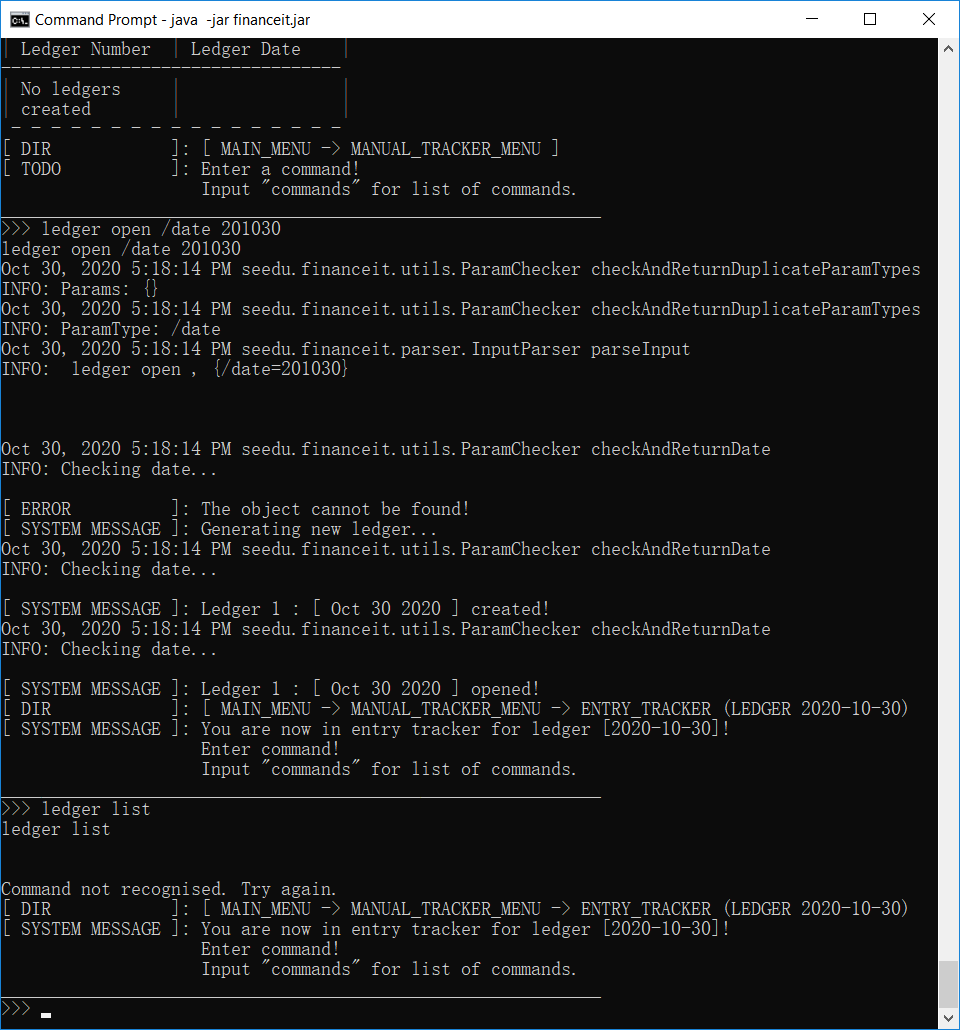 Command Prompt - java  -jar financeit.jar
| Ledger Number  | Ledger Date    |
----------------------------------
| No ledgers     |                |
| created        |                |
 - - - - - - - - - - - - - - - - -
[ DIR            ]: [ MAIN_MENU -> MANUAL_TRACKER_MENU ]
[ TODO           ]: Enter a command!
                    Input "commands" for list of commands.
____________________________________________________________
>>> ledger open /date 201030
ledger open /date 201030
Oct 30, 2020 5:18:14 PM seedu.financeit.utils.ParamChecker checkAndReturnDuplicateParamTypes
INFO: Params: {}
Oct 30, 2020 5:18:14 PM seedu.financeit.utils.ParamChecker checkAndReturnDuplicateParamTypes
INFO: ParamType: /date
Oct 30, 2020 5:18:14 PM seedu.financeit.parser.InputParser parseInput
INFO:  ledger open , {/date=201030}
Oct 30, 2020 5:18:14 PM seedu.financeit.utils.ParamChecker checkAndReturnDate
INFO: Checking date...
[ ERROR          ]: The object cannot be found!
[ SYSTEM MESSAGE ]: Generating new ledger...
Oct 30, 2020 5:18:14 PM seedu.financeit.utils.ParamChecker checkAndReturnDate
INFO: Checking date...
[ SYSTEM MESSAGE ]: Ledger 1 : [ Oct 30 2020 ] created!
Oct 30, 2020 5:18:14 PM seedu.financeit.utils.ParamChecker checkAndReturnDate
INFO: Checking date...
[ SYSTEM MESSAGE ]: Ledger 1 : [ Oct 30 2020 ] opened!
[ DIR            ]: [ MAIN_MENU -> MANUAL_TRACKER_MENU -> ENTRY_TRACKER (LEDGER 2020-10-30)
[ SYSTEM MESSAGE ]: You are now in entry tracker for ledger [2020-10-30]!
                    Enter command!
                    Input "commands" for list of commands.
____________________________________________________________
>>> ledger list
ledger list
Command not recognised. Try again.
[ DIR            ]: [ MAIN_MENU -> MANUAL_TRACKER_MENU -> ENTRY_TRACKER (LEDGER 2020-10-30)
[ SYSTEM MESSAGE ]: You are now in entry tracker for ledger [2020-10-30]!
                    Enter command!
                    Input "commands" for list of commands.
____________________________________________________________
>>> _